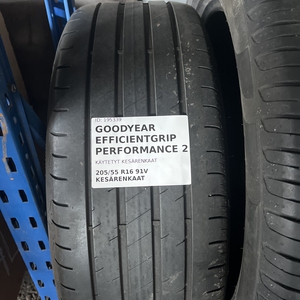 ID: 195339
GOODYEAR
EFFICIENTGRIP
PERFORMANCE 2
KÄYTETYT KESÄRENKAAT
205/55 R16 91V
KESÄRENKAAT